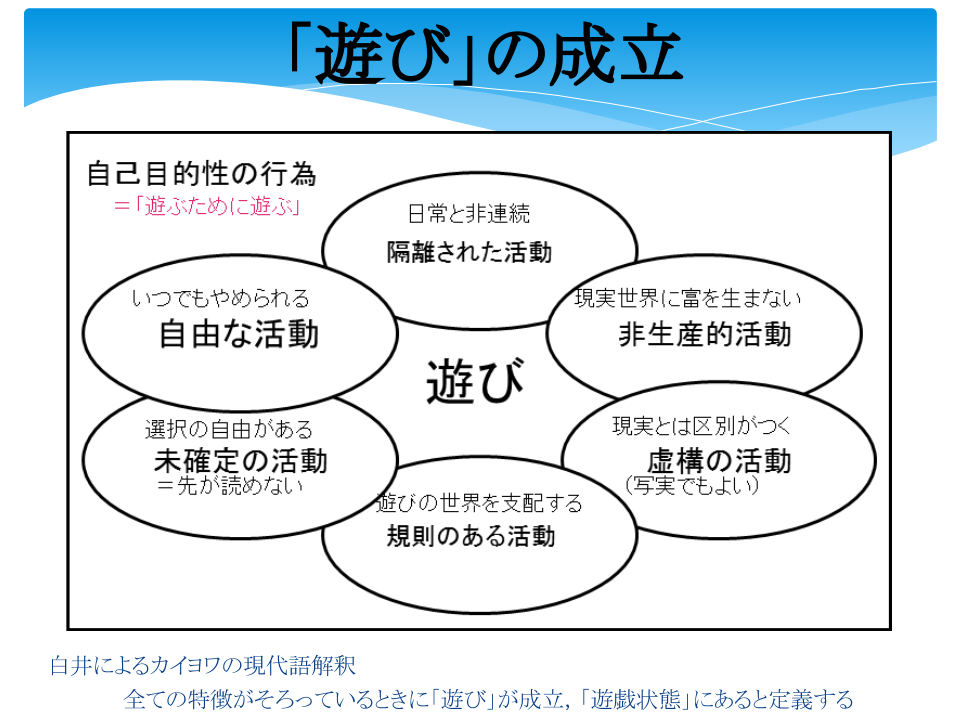 「遊び」の成立
自己目的性の行為
＝「遊ぶために遊ぶ」
日常と非連続
隔離された活動
いつでもやめられる
自由な活動
現実世界に富を生まない
非生産的活動
遊び
選択の自由がある
未確定の活動
＝先が読めない
現実とは区別がつく
虚構の活動
（写実でもよい）
遊びの世界を支配する
規則のある活動
白井によるカイヨワの現代語解釈
全ての特徴がそろっているときに「遊び」が成立，「遊戯状態」にあると定義する